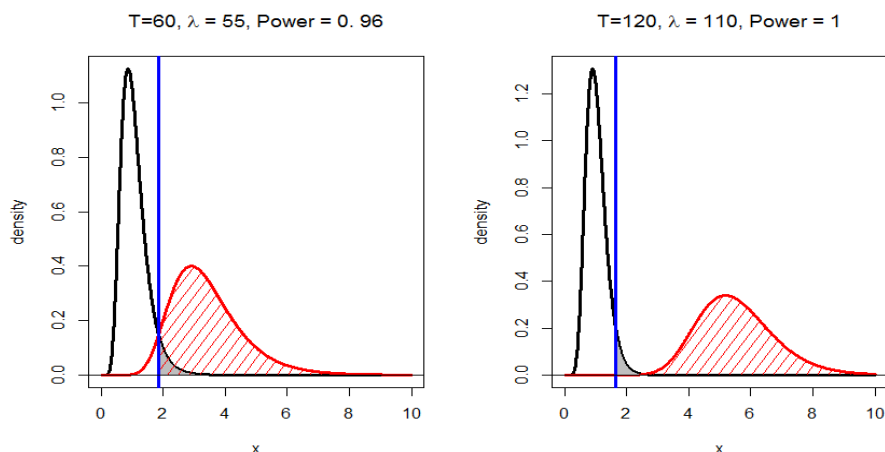 T=60, λ = 55, Power = 0. 96
density
0.0 0.2 0.4 0.6 0.8 1.0
0 2 4 6 8 10
x
T=120, λ = 110, Power = 1
density
0.0 0.2 0.4 0.6 0.8 1.0 1.2
0 2 4 6 8 10
x